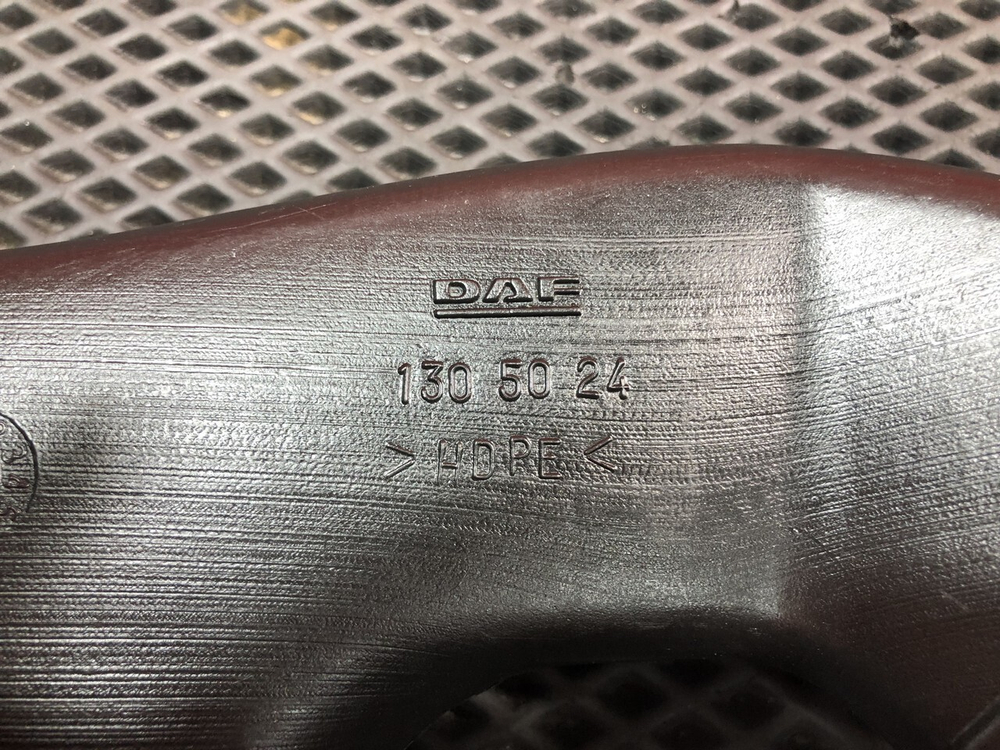 DAF
130 50 24
>HDPE<